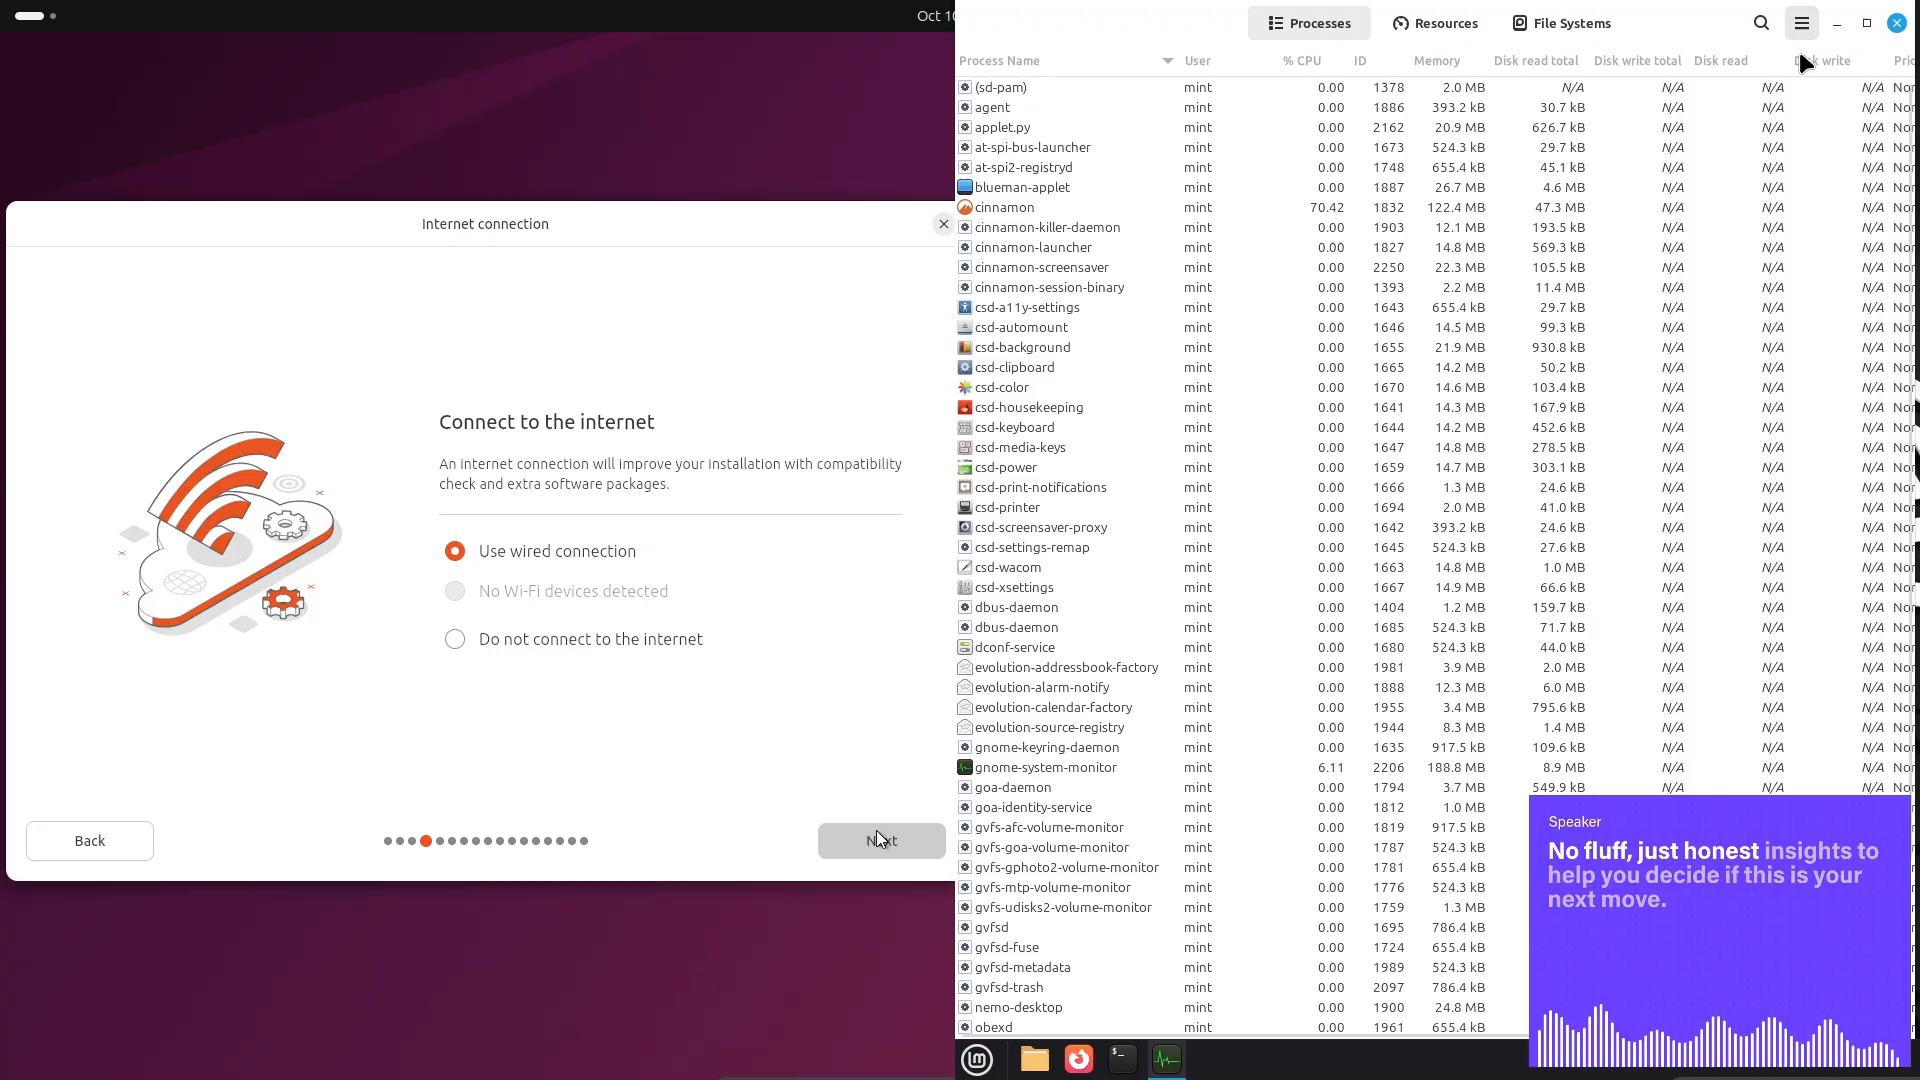 Oct 10
Internet connection
Connect to the internet
An internet connection will improve your installation with compatibility
check and extra software packages.
Use wired connection
No Wi-Fi devices detected
Do not connect to the internet
Back
Processes
Resources
File Systems
Process Name User % CPU ID Memory Disk read total Disk write total Disk read
(sd-pam) mint 0.00 1378 2.0 MB N/A N/A N/A N/A
agent mint 0.00 1886 393.2 kB 30.7 kB N/A N/A N/A
applet.py mint 0.00 2162 20.9 MB 626.7 kB N/A N/A N/A
at-spi-bus-launcher mint 0.00 1673 524.3 kB 29.7 kB N/A N/A N/A
at-spi2-registryd mint 0.00 1748 655.4 kB 45.1 kB N/A N/A N/A
blueman-applet mint 0.00 1887 26.7 MB 4.6 MB N/A N/A N/A
cinnamon mint 70.42 1832 122.4 MB 47.3 MB N/A N/A N/A
cinnamon-killer-daemon mint 0.00 1903 12.1 MB 193.5 kB N/A N/A N/A
cinnamon-launcher mint 0.00 1827 14.8 MB 569.3 kB N/A N/A N/A
cinnamon-screensaver mint 0.00 2250 22.3 MB 105.5 kB N/A N/A N/A
cinnamon-session-binary mint 0.00 1393 2.2 MB 11.4 MB N/A N/A N/A
csd-a11y-settings mint 0.00 1643 655.4 kB 29.7 kB N/A N/A N/A
csd-automount mint 0.00 1646 14.5 MB 99.3 kB N/A N/A N/A
csd-background mint 0.00 1655 21.9 MB 930.8 kB N/A N/A N/A
csd-clipboard mint 0.00 1665 14.2 MB 50.2 kB N/A N/A N/A
csd-color mint 0.00 1670 14.6 MB 103.4 kB N/A N/A N/A
csd-housekeeping mint 0.00 1641 14.3 MB 167.9 kB N/A N/A N/A
csd-keyboard mint 0.00 1644 14.2 MB 452.6 kB N/A N/A N/A
csd-media-keys mint 0.00 1647 14.8 MB 278.5 kB N/A N/A N/A
csd-power mint 0.00 1659 14.7 MB 303.1 kB N/A N/A N/A
csd-print-notifications mint 0.00 1666 1.3 MB 24.6 kB N/A N/A N/A
csd-printer mint 0.00 1694 2.0 MB 41.0 kB N/A N/A N/A
csd-screensaver-proxy mint 0.00 1642 393.2 kB 24.6 kB N/A N/A N/A
csd-settings-remap mint 0.00 1645 524.3 kB 27.6 kB N/A N/A N/A
csd-wacom mint 0.00 1663 14.8 MB 1.0 MB N/A N/A N/A
csd-xsettings mint 0.00 1667 14.9 MB 66.6 kB N/A N/A N/A
dbus-daemon mint 0.00 1404 1.2 MB 159.7 kB N/A N/A N/A
dbus-daemon mint 0.00 1685 524.3 kB 71.7 kB N/A N/A N/A
dconf-service mint 0.00 1680 524.3 kB 44.0 kB N/A N/A N/A
evolution-addressbook-factory mint 0.00 1981 3.9 MB 2.0 MB N/A N/A N/A
evolution-alarm-notify mint 0.00 1888 12.3 MB 6.0 MB N/A N/A N/A
evolution-calendar-factory mint 0.00 1955 3.4 MB 795.6 kB N/A N/A N/A
evolution-source-registry mint 0.00 1944 8.3 MB 1.4 MB N/A N/A N/A
gnome-keyring-daemon mint 0.00 1635 917.5 kB 109.6 kB N/A N/A N/A
gnome-system-monitor mint 6.11 2206 188.8 MB 8.9 MB N/A N/A N/A
goa-daemon mint 0.00 1794 3.7 MB 549.9 kB N/A N/A N/A
goa-identity-service mint 0.00 1812 1.0 MB
gvfs-afc-volume-monitor mint 0.00 1819 917.5 kB
gvfs-goa-volume-monitor mint 0.00 1787 524.3 kB
gvfs-gphoto2-volume-monitor mint 0.00 1781 655.4 kB
gvfs-mtp-volume-monitor mint 0.00 1776 524.3 kB
gvfs-udisks2-volume-monitor mint 0.00 1759 1.3 MB
gvfsd mint 0.00 1695 786.4 kB
gvfsd-fuse mint 0.00 1724 655.4 kB
gvfsd-metadata mint 0.00 1989 524.3 kB
gvfsd-trash mint 0.00 2097 786.4 kB
nemo-desktop mint 0.00 1900 24.8 MB
obexd mint 0.00 1961 655.4 kB
Speaker
No fluff, just honest insights to
help you decide if this is your
next move.